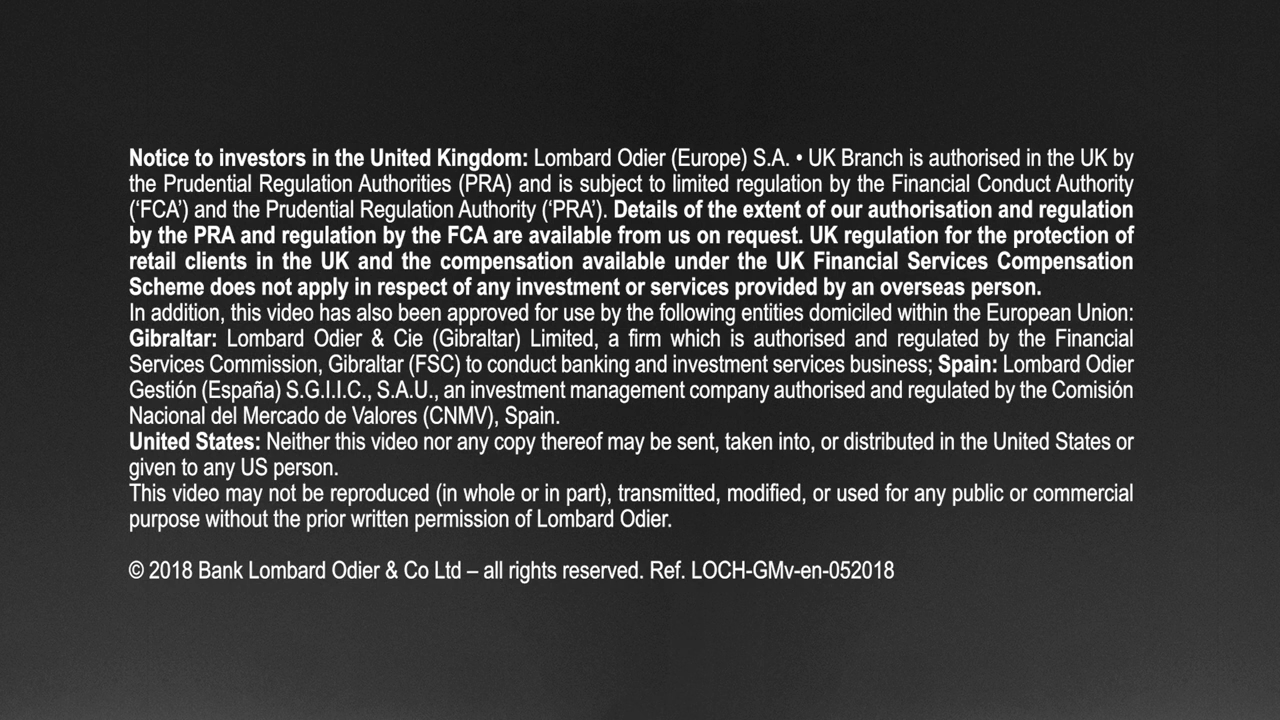 Notice to investors in the United Kingdom: Lombard Odier (Europe) S.A. • UK Branch is authorised in the UK by
the Prudential Regulation Authorities (PRA) and is subject to limited regulation by the Financial Conduct Authority
(‘FCA’) and the Prudential Regulation Authority (‘PRA’). Details of the extent of our authorisation and regulation
by the PRA and regulation by the FCA are available from us on request. UK regulation for the protection of
retail clients in the UK and the compensation available under the UK Financial Services Compensation
Scheme does not apply in respect of any investment or services provided by an overseas person.
In addition, this video has also been approved for use by the following entities domiciled within the European Union:
Gibraltar: Lombard Odier & Cie (Gibraltar) Limited, a firm which is authorised and regulated by the Financial
Services Commission, Gibraltar (FSC) to conduct banking and investment services business; Spain: Lombard Odier
Gestión (España) S.G.I.I.C., S.A.U., an investment management company authorised and regulated by the Comisión
Nacional del Mercado de Valores (CNMV), Spain.
United States: Neither this video nor any copy thereof may be sent, taken into, or distributed in the United States or
given to any US person.
This video may not be reproduced (in whole or in part), transmitted, modified, or used for any public or commercial
purpose without the prior written permission of Lombard Odier.
© 2018 Bank Lombard Odier & Co Ltd – all rights reserved. Ref. LOCH-GMv-en-052018